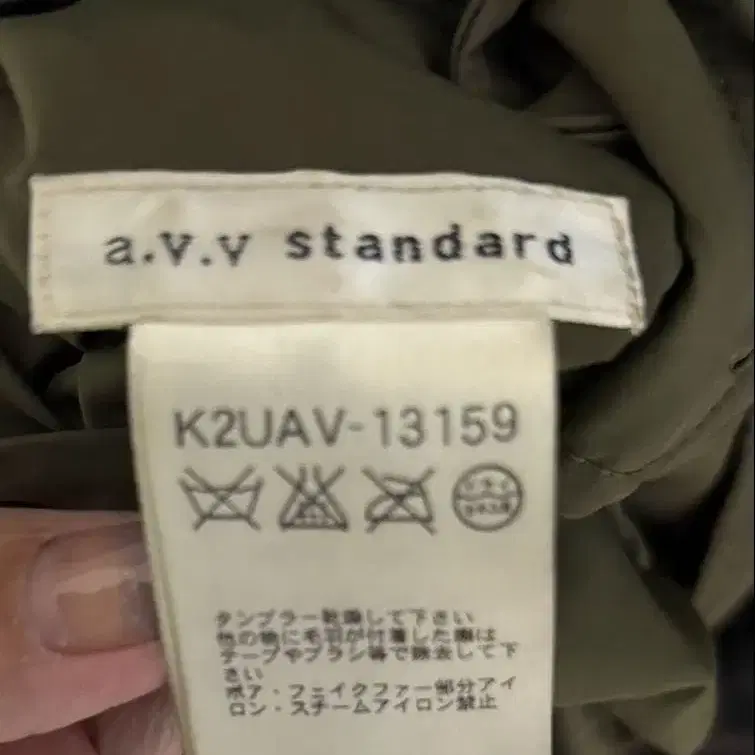 a.v.v standard
K2UAV-13159
タンブラー乾燥して下さい
他の物に毛羽が付着した際は
テープやブラシ等で除去して下
さい
ボア・フェイクファー部分アイ
ロン・スチームアイロン禁止